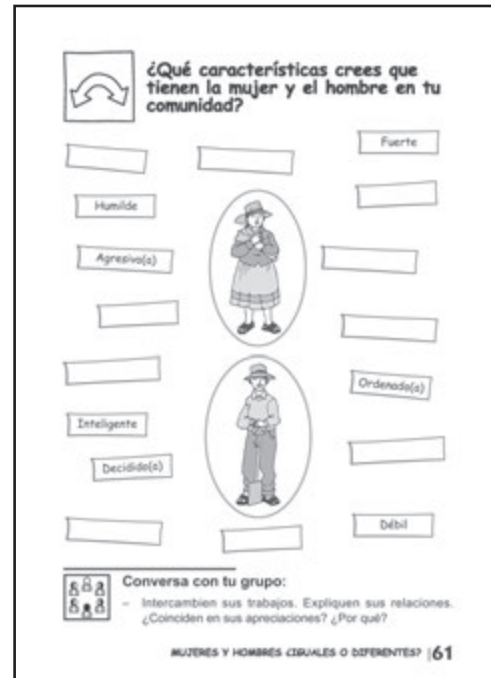 ¿Qué características crees que
tienen la mujer y el hombre en tu
comunidad?
Fuerte
Humilde
Agresivo(a)
Ordenado(a)
Inteligente
Decidido(a)
Débil
Conversa con tu grupo:
– Intercambien sus trabajos. Expliquen sus relaciones.
¿Coinciden en sus apreciaciones? ¿Por qué?
MUJERES Y HOMBRES ¿IGUALES O DIFERENTES? |61